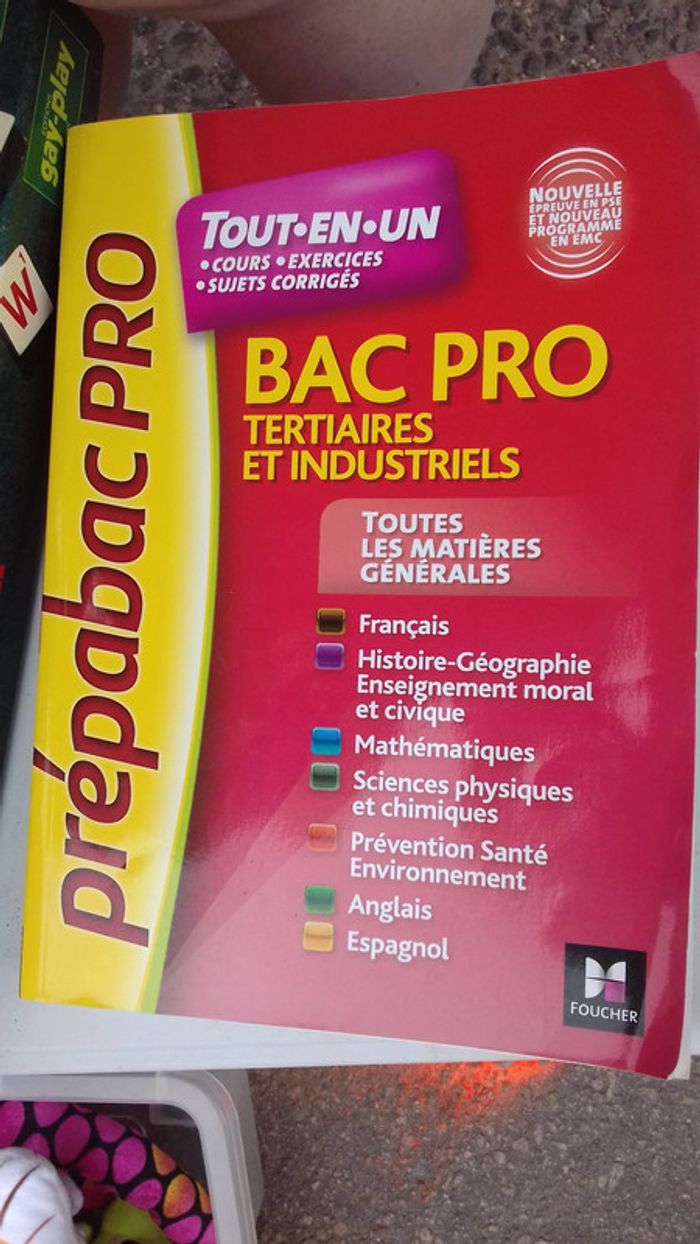 gay-play
W
prépabac PRO
TOUT•EN•UN
•COURS •EXERCICES
•SUJETS CORRIGÉS
NOUVELLE
ÉPREUVE EN PSE
ET NOUVEAU
PROGRAMME
EN EMC
BAC PRO
TERTIAIRES
ET INDUSTRIELS
TOUTES
LES MATIÈRES
GÉNÉRALES
Français
Histoire-Géographie
Enseignement moral
et civique
Mathématiques
Sciences physiques
et chimiques
Prévention Santé
Environnement
Anglais
Espagnol
FOUCHER